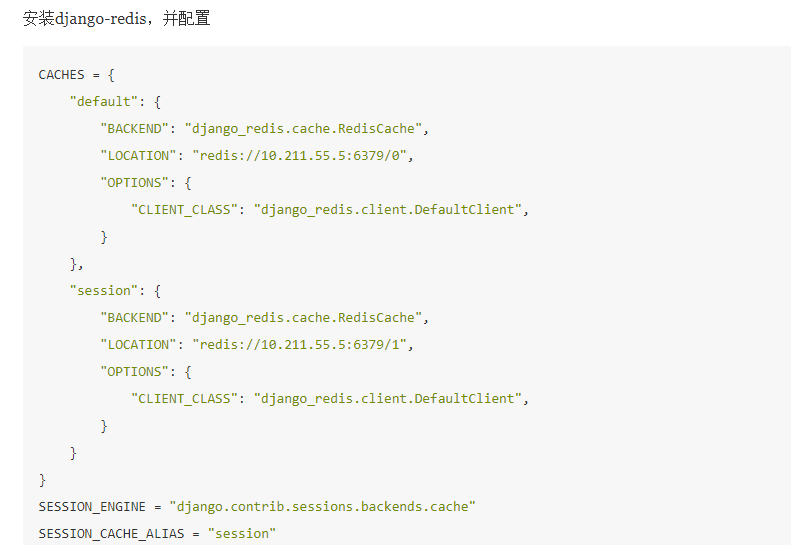 安装django-redis，并配置
CACHES = {
    "default": {
        "BACKEND": "django_redis.cache.RedisCache",
        "LOCATION": "redis://10.211.55.5:6379/0",
        "OPTIONS": {
            "CLIENT_CLASS": "django_redis.client.DefaultClient",
        }
    },
    "session": {
        "BACKEND": "django_redis.cache.RedisCache",
        "LOCATION": "redis://10.211.55.5:6379/1",
        "OPTIONS": {
            "CLIENT_CLASS": "django_redis.client.DefaultClient",
        }
    }
}
SESSION_ENGINE = "django.contrib.sessions.backends.cache"
SESSION_CACHE_ALIAS = "session"